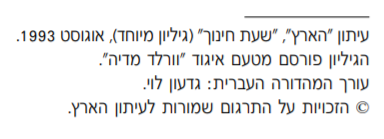 עיתון "הארץ", "שעת חינוך" (גיליון מיוחד), אוגוסט 1993.
הגיליון פורסם מטעם איגוד "וורלד מדיה".
עורך המהדורה העברית: גדעון לוי.
© הזכויות על התרגום שמורות לעיתון הארץ.